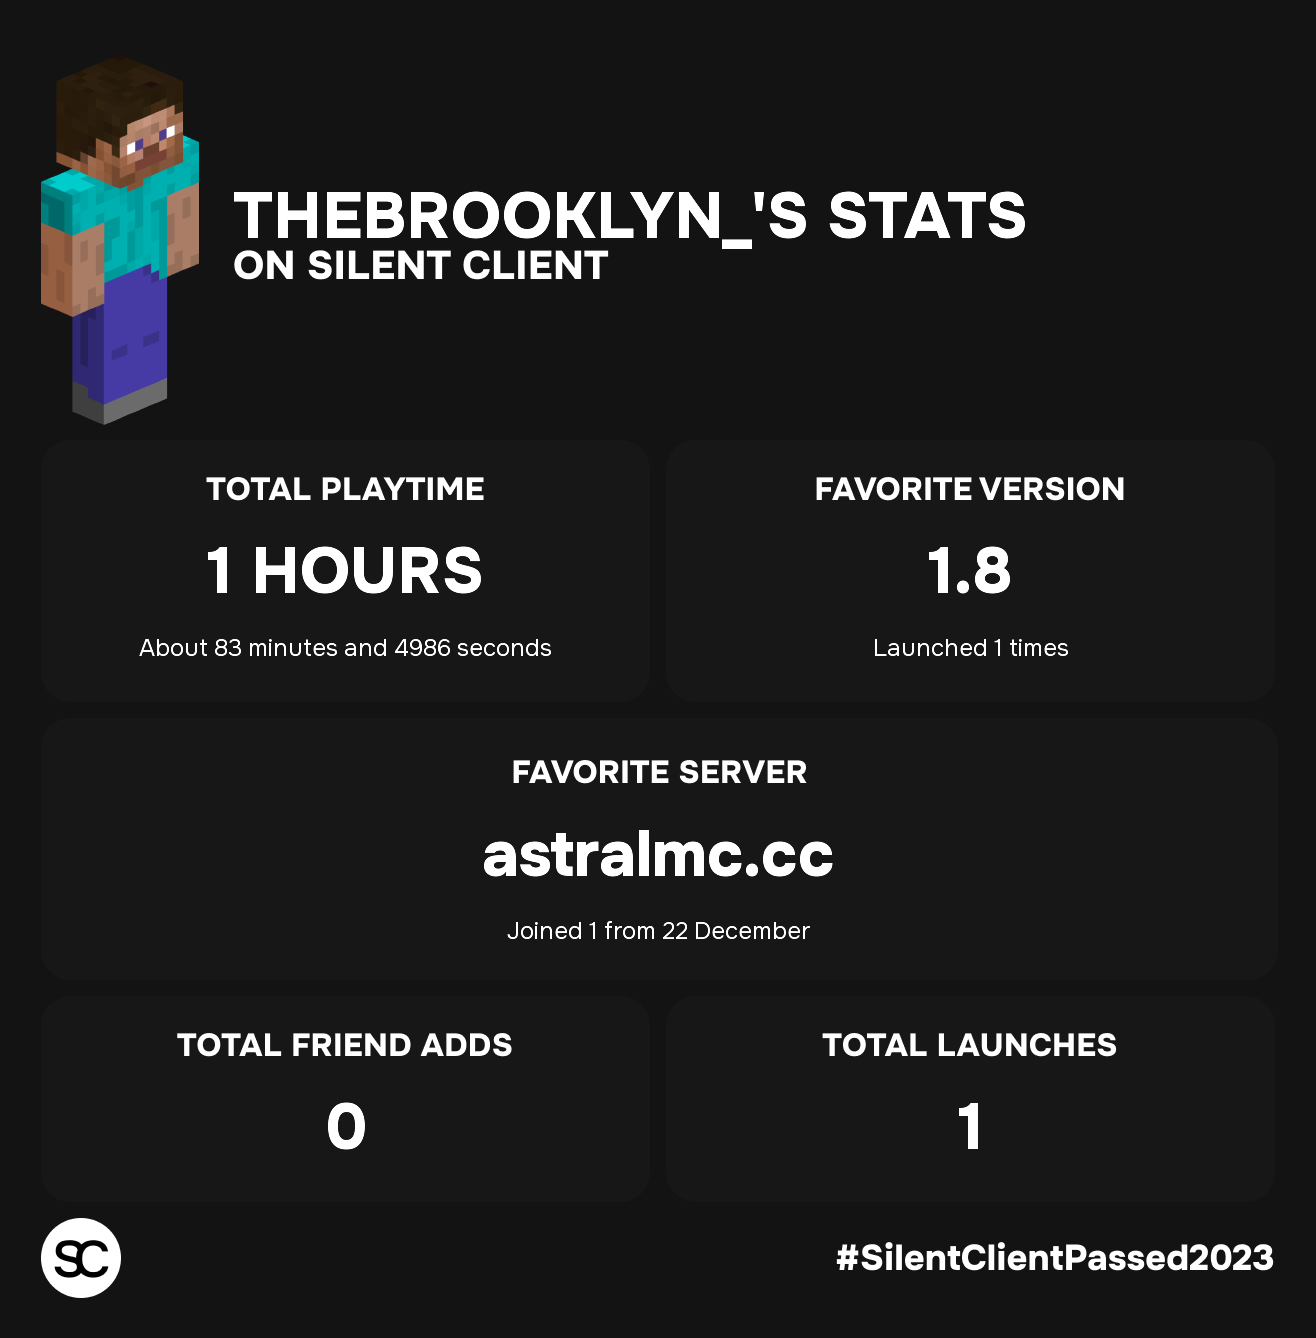 THEBROOKLYN_'S STATS
ON SILENT CLIENT
TOTAL PLAYTIME
1 HOURS
About 83 minutes and 4986 seconds
FAVORITE VERSION
1.8
Launched 1 times
FAVORITE SERVER
astralmc.cc
Joined 1 from 22 December
TOTAL FRIEND ADDS
0
TOTAL LAUNCHES
1
SC
#SilentClientPassed2023